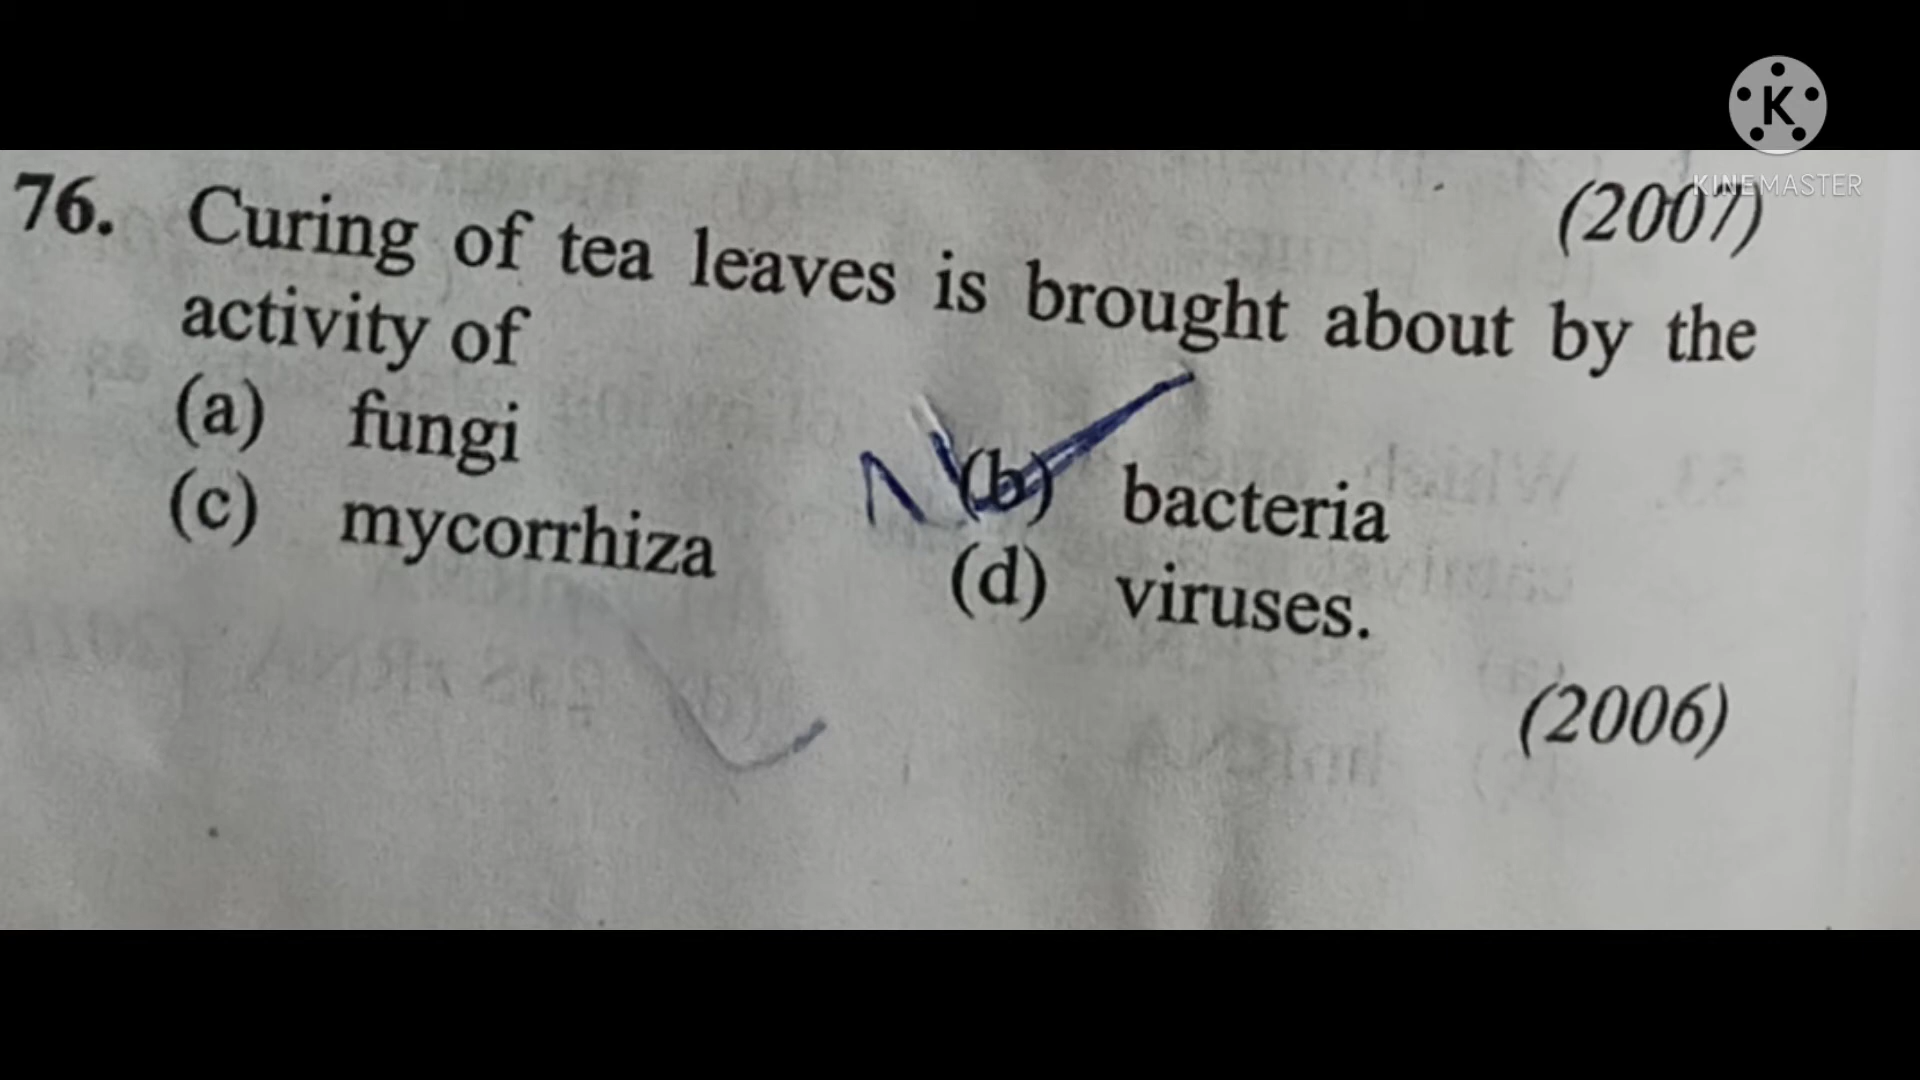 K
KINEMASTER
(2007)
76. Curing of tea leaves is brought about by the
activity of
(a) fungi (b) bacteria
(c) mycorrhiza (d) viruses.
(2006)